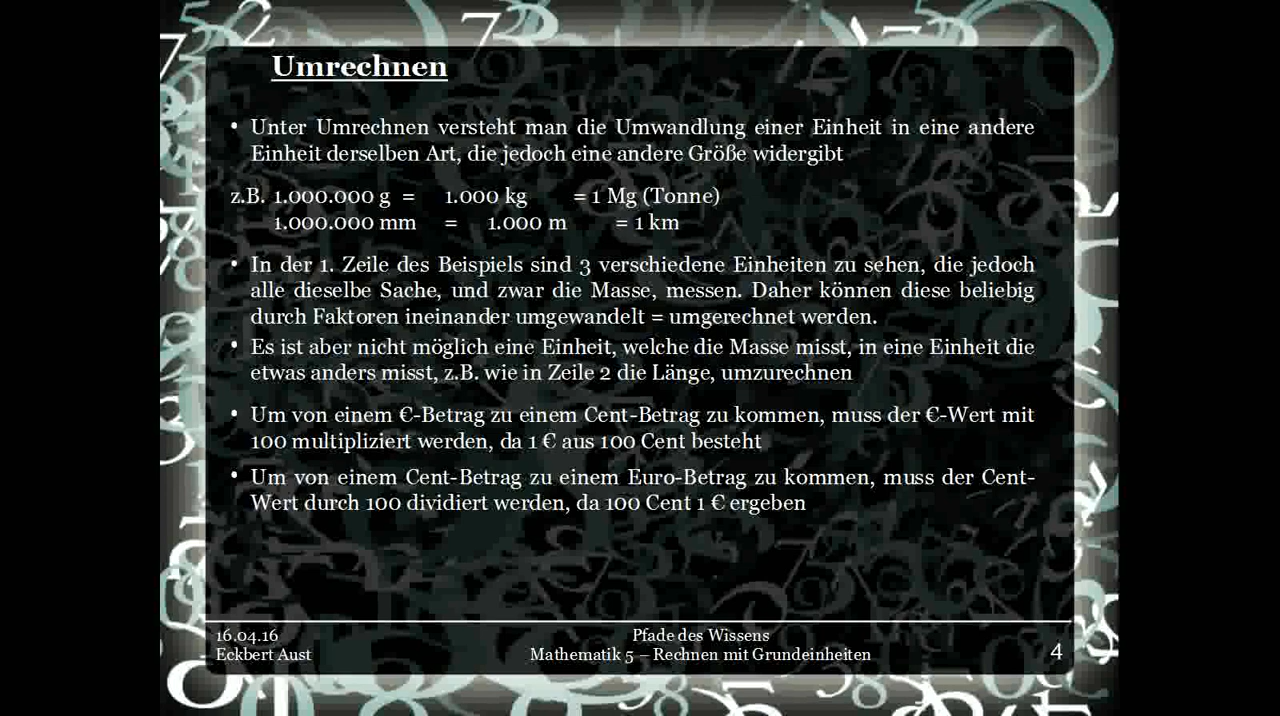 Umrechnen
• Unter Umrechnen versteht man die Umwandlung einer Einheit in eine andere
Einheit derselben Art, die jedoch eine andere Größe widergibt
z.B. 1.000.000 g = 1.000 kg = 1 Mg (Tonne)
1.000.000 mm = 1.000 m = 1 km
• In der 1. Zeile des Beispiels sind 3 verschiedene Einheiten zu sehen, die jedoch
alle dieselbe Sache, und zwar die Masse, messen. Daher können diese beliebig
durch Faktoren ineinander umgewandelt = umgerechnet werden.
• Es ist aber nicht möglich eine Einheit, welche die Masse misst, in eine Einheit die
etwas anders misst, z.B. wie in Zeile 2 die Länge, umzurechnen
• Um von einem €-Betrag zu einem Cent-Betrag zu kommen, muss der €-Wert mit
100 multipliziert werden, da 1 € aus 100 Cent besteht
• Um von einem Cent-Betrag zu einem Euro-Betrag zu kommen, muss der Cent-
Wert durch 100 dividiert werden, da 100 Cent 1 € ergeben
16.04.16
Eckbert Aust
Pfade des Wissens
Mathematik 5 – Rechnen mit Grundeinheiten
4